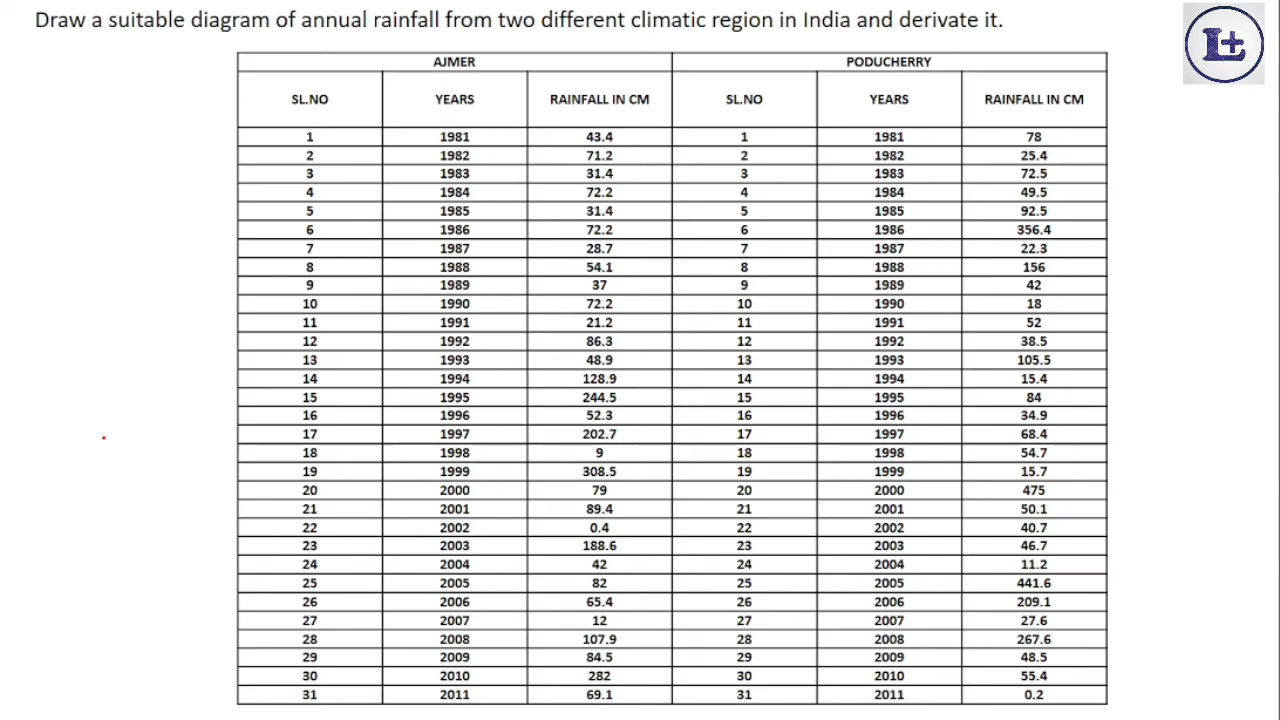 Draw a suitable diagram of annual rainfall from two different climatic region in India and derivate it.
L+
AJMER PODUCHERRY
SL.NO YEARS RAINFALL IN CM SL.NO YEARS RAINFALL IN CM
1 1981 43.4 1 1981 78
2 1982 71.2 2 1982 25.4
3 1983 31.4 3 1983 72.5
4 1984 72.2 4 1984 49.5
5 1985 31.4 5 1985 92.5
6 1986 72.2 6 1986 356.4
7 1987 28.7 7 1987 22.3
8 1988 54.1 8 1988 156
9 1989 37 9 1989 42
10 1990 72.2 10 1990 18
11 1991 21.2 11 1991 52
12 1992 86.3 12 1992 38.5
13 1993 48.9 13 1993 105.5
14 1994 128.9 14 1994 15.4
15 1995 244.5 15 1995 84
16 1996 52.3 16 1996 34.9
17 1997 202.7 17 1997 68.4
18 1998 9 18 1998 54.7
19 1999 308.5 19 1999 15.7
20 2000 79 20 2000 475
21 2001 89.4 21 2001 50.1
22 2002 0.4 22 2002 40.7
23 2003 188.6 23 2003 46.7
24 2004 42 24 2004 11.2
25 2005 82 25 2005 441.6
26 2006 65.4 26 2006 209.1
27 2007 12 27 2007 27.6
28 2008 107.9 28 2008 267.6
29 2009 84.5 29 2009 48.5
30 2010 282 30 2010 55.4
31 2011 69.1 31 2011 0.2